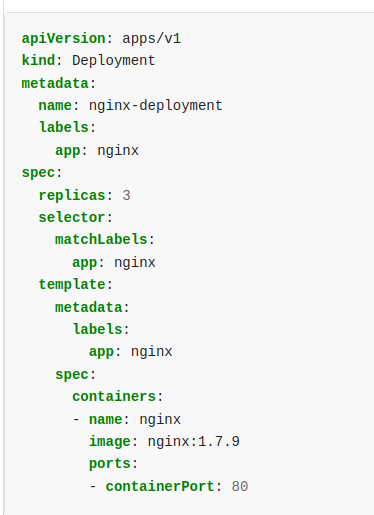 apiVersion: apps/v1
kind: Deployment
metadata:
  name: nginx-deployment
  labels:
    app: nginx
spec:
  replicas: 3
  selector:
    matchLabels:
      app: nginx
  template:
    metadata:
      labels:
        app: nginx
    spec:
      containers:
      - name: nginx
        image: nginx:1.7.9
        ports:
        - containerPort: 80